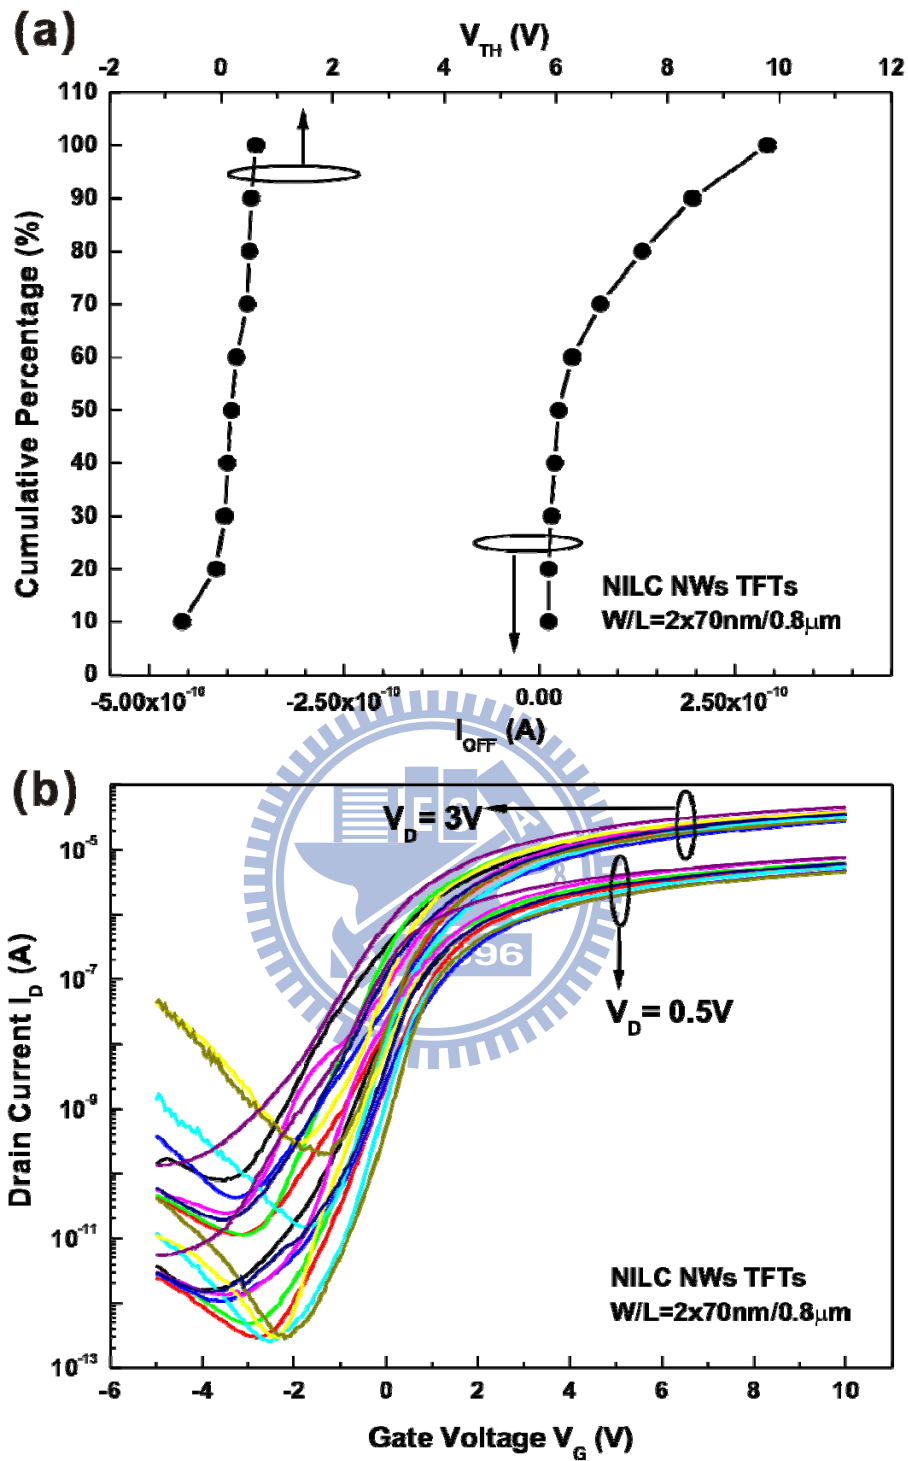 (a)
V_TH (V)
-2 0 2 4 6 8 10 12
110
100
90
80
70
60
50
40
30
20
10
0
Cumulative Percentage (%)
NILC NWs TFTs
W/L=2x70nm/0.8μm
-5.00x10^-10 -2.50x10^-10 0.00 2.50x10^-10
I_OFF (A)
(b)
V_D = 3V
10^-5
10^-7
10^-9
10^-11
10^-13
Drain Current I_D (A)
96
V_D = 0.5V
NILC NWs TFTs
W/L=2x70nm/0.8μm
-6 -4 -2 0 2 4 6 8 10
Gate Voltage V_G (V)